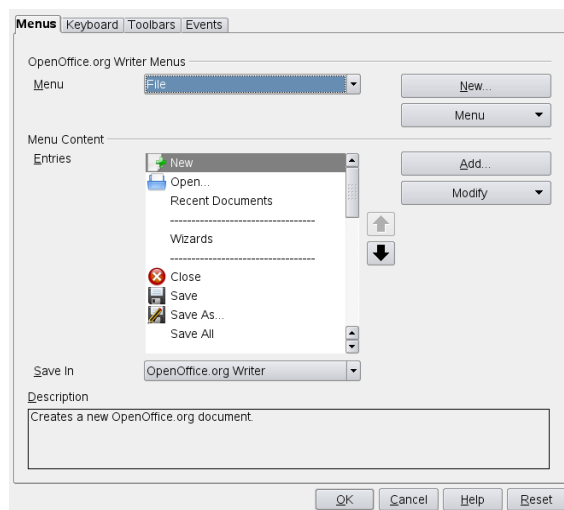 Menus Keyboard Toolbars Events
OpenOffice.org Writer Menus
Menu File New...
Menu
Menu Content
Entries New Add...
Open... Modify
Recent Documents
----------------------------------
Wizards
----------------------------------
Close
Save
Save As...
Save All
Save In OpenOffice.org Writer
Description
Creates a new OpenOffice.org document.
OK Cancel Help Reset